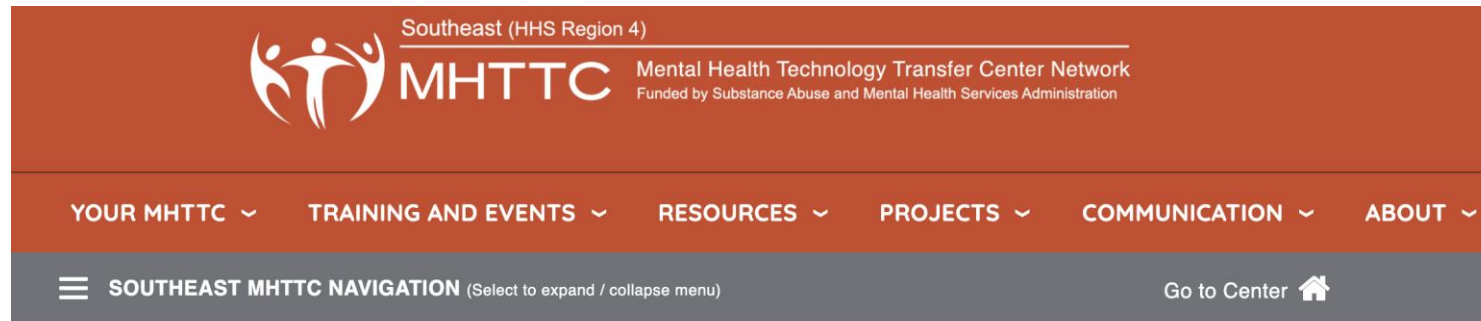 Southeast (HHS Region 4)
MHTTC
Mental Health Technology Transfer Center Network
Funded by Substance Abuse and Mental Health Services Administration
YOUR MHTTC TRAINING AND EVENTS RESOURCES PROJECTS COMMUNICATION ABOUT
SOUTHEAST MHTTC NAVIGATION (Select to expand / collapse menu) Go to Center